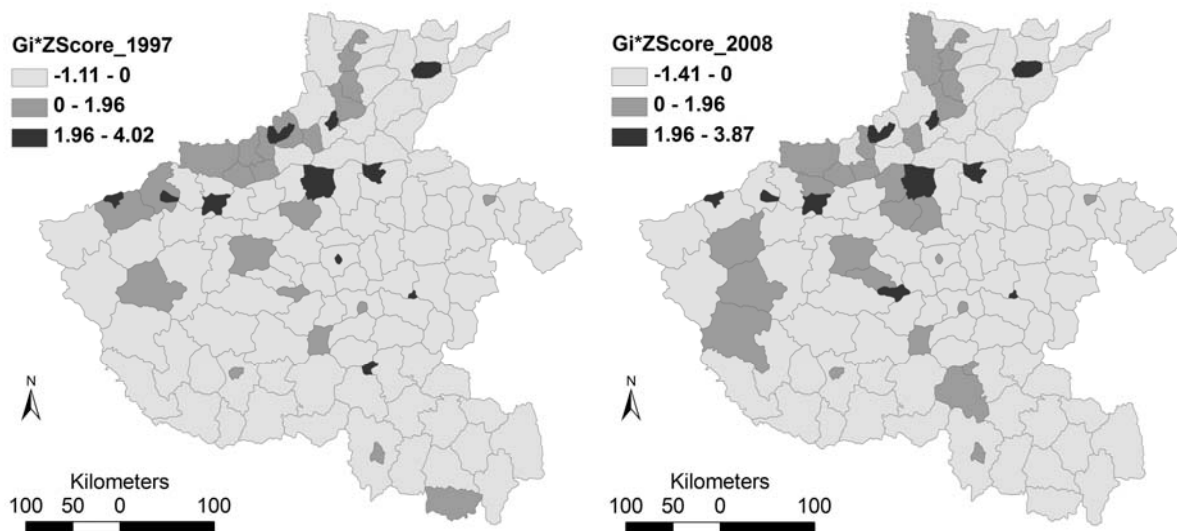 Gi*ZScore_1997
-1.11 - 0
0 - 1.96
1.96 - 4.02
N
Kilometers
100 50 0 100
Gi*ZScore_2008
-1.41 - 0
0 - 1.96
1.96 - 3.87
N
Kilometers
100 50 0 100